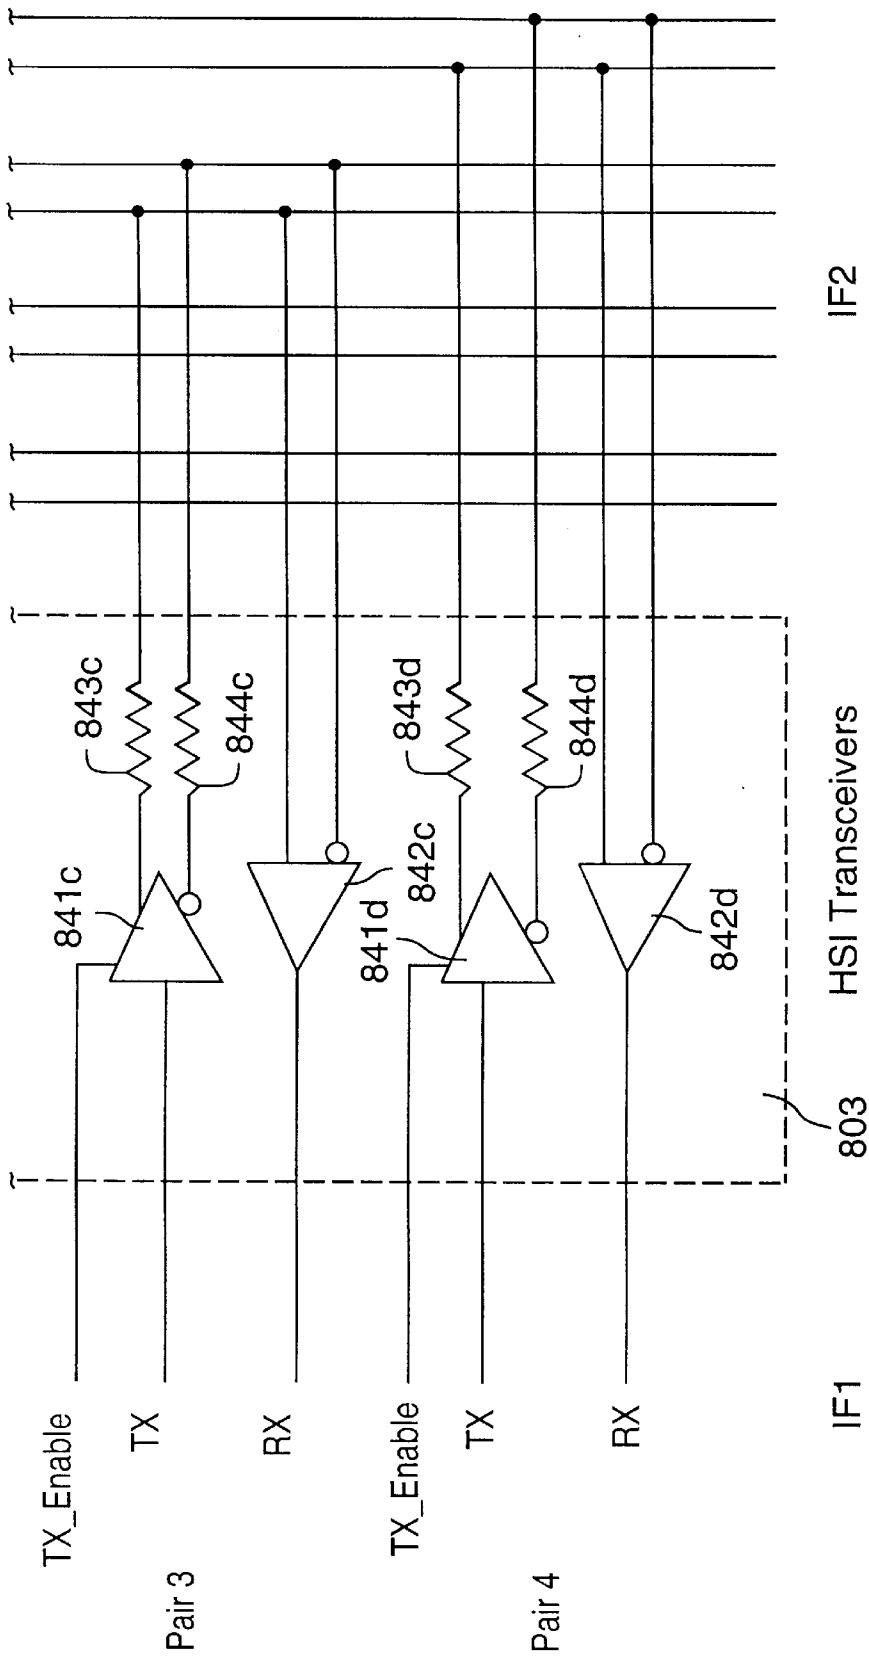 Pair 3
TX_Enable
TX
RX
841c
843c
844c
842c
Pair 4
TX_Enable
TX
RX
841d
843d
844d
842d
803
IF1
HSI Transceivers
IF2